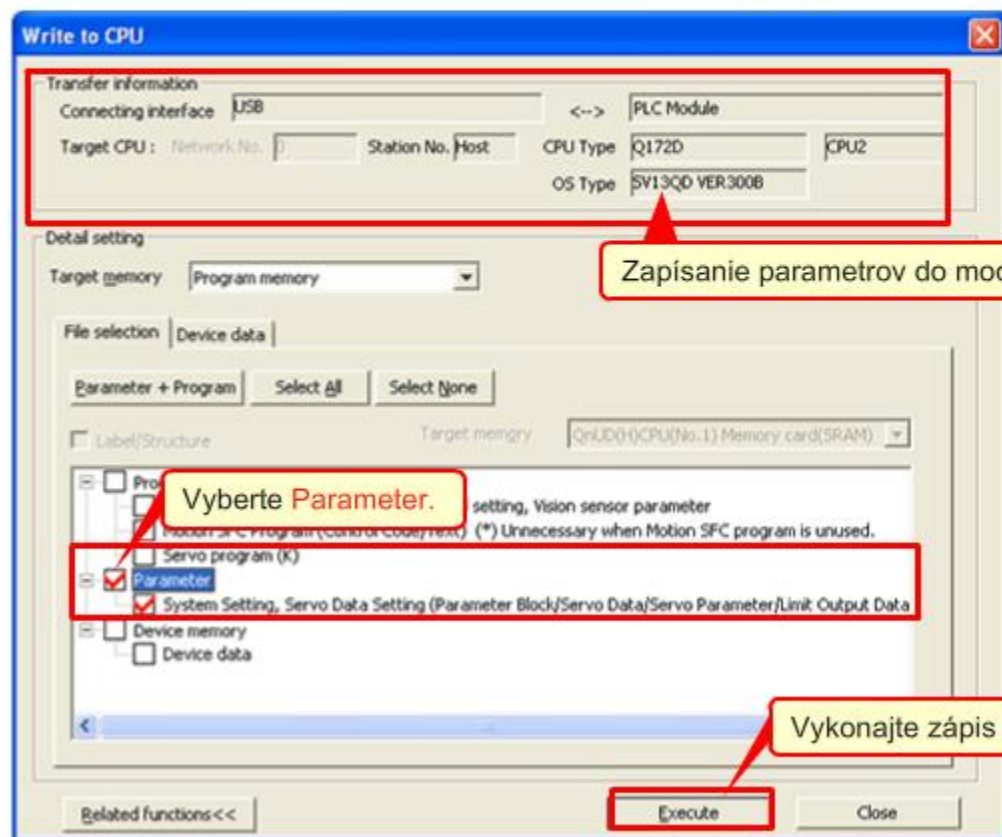 Write to CPU
Transfer information
Connecting interface USB <--> PLC Module
Target CPU : Network No. 0 Station No. Host CPU Type Q172D CPU2
OS Type SV13QD VER300B
Detail setting
Target memory Program memory
Zapísanie parametrov do
File selection Device data
Parameter + Program Select All Select None
Label/Structure Target memory QnUD(H)CPU(No.1) Memory card(SRAM)
Vyberte Parameter.
setting, Vision sensor parameter
Motion SFC Program (Control Code/Text) (*) Unnecessary when Motion SFC program is unused.
Servo program (K)
Parameter
System Setting, Servo Data Setting (Parameter Block/Servo Data/Servo Parameter/Limit Output Data
Device memory
Device data
Vykonajte zápis
Related functions<< Execute Close